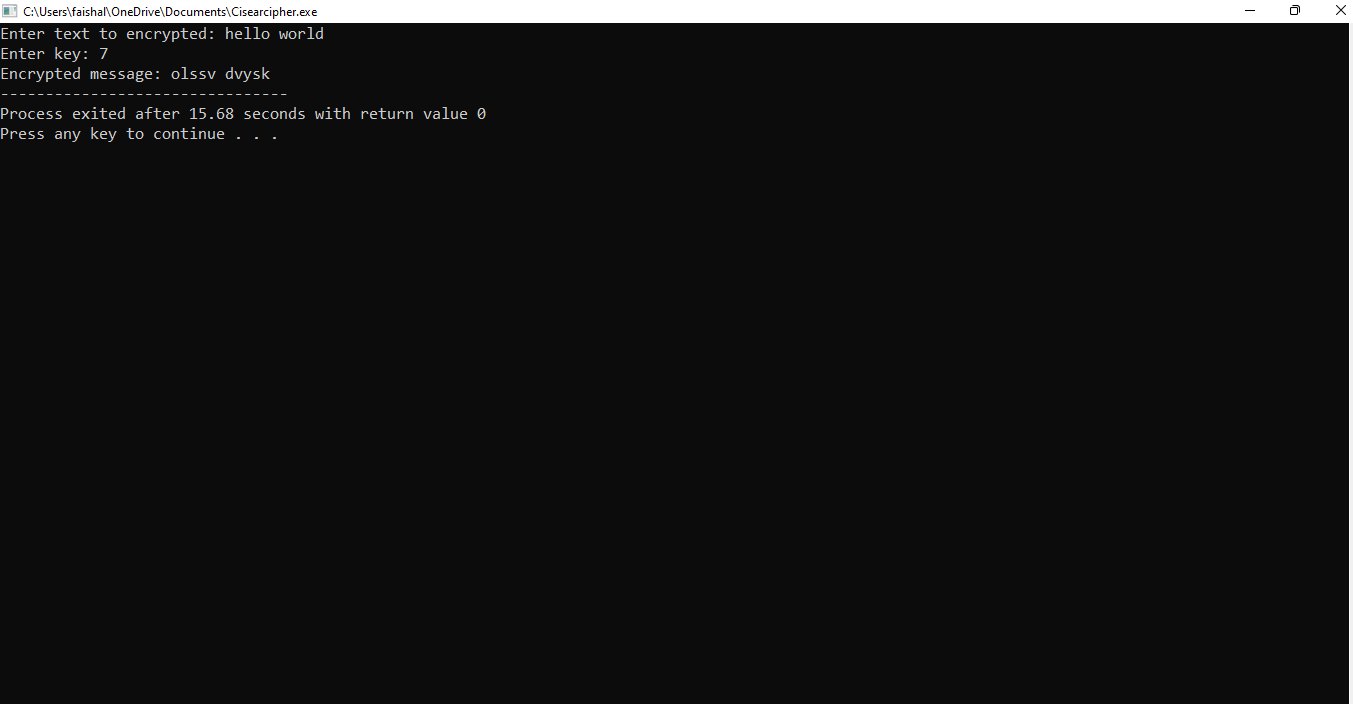 C:\Users\faishal\OneDrive\Documents\Cisearcipher.exe
Enter text to encrypted: hello world
Enter key: 7
Encrypted message: olssv dvysk
--------------------------------
Process exited after 15.68 seconds with return value 0
Press any key to continue . . .